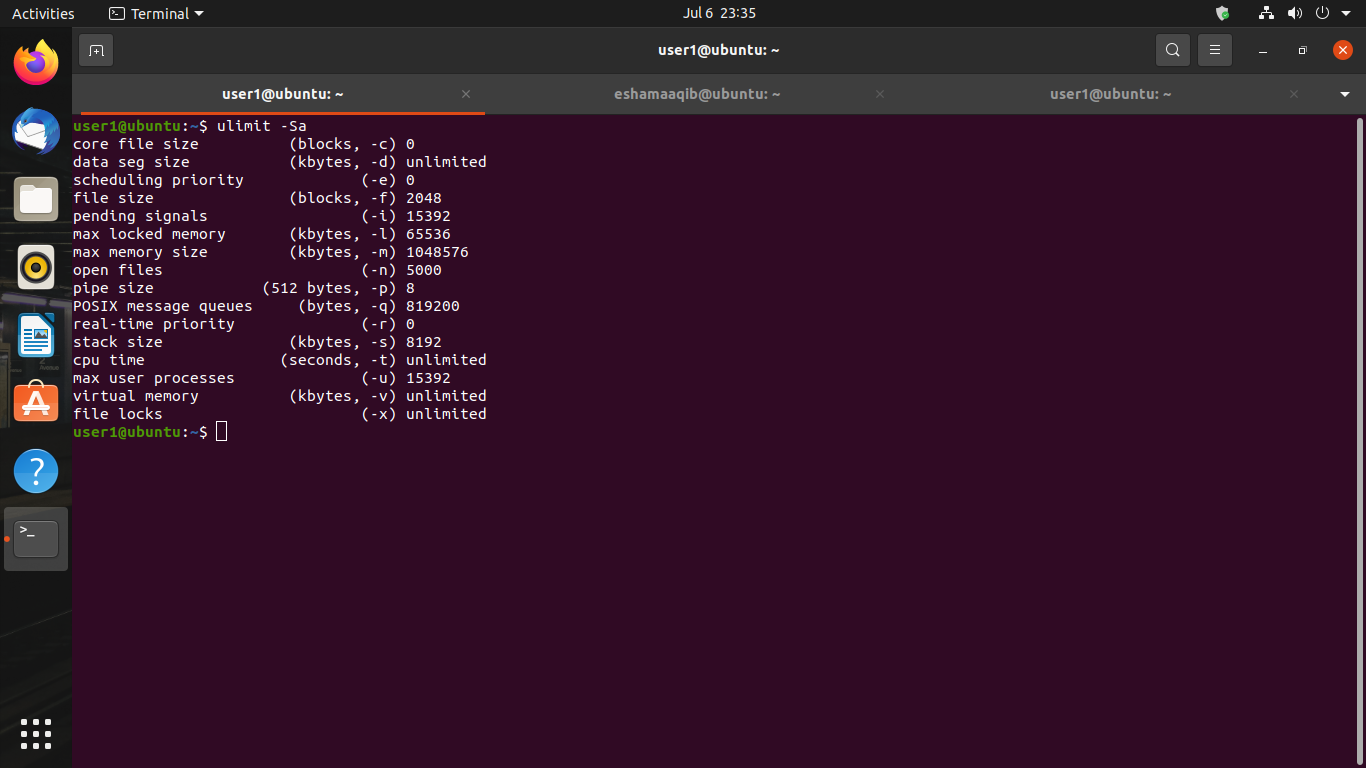 Activities Terminal Jul 6 23:35
user1@ubuntu: ~
user1@ubuntu: ~ eshamaaqib@ubuntu: ~ user1@ubuntu: ~
user1@ubuntu:~$ ulimit -Sa
core file size          (blocks, -c) 0
data seg size           (kbytes, -d) unlimited
scheduling priority             (-e) 0
file size               (blocks, -f) 2048
pending signals                 (-i) 15392
max locked memory       (kbytes, -l) 65536
max memory size         (kbytes, -m) 1048576
open files                      (-n) 5000
pipe size            (512 bytes, -p) 8
POSIX message queues     (bytes, -q) 819200
real-time priority              (-r) 0
stack size              (kbytes, -s) 8192
cpu time               (seconds, -t) unlimited
max user processes              (-u) 15392
virtual memory          (kbytes, -v) unlimited
file locks                      (-x) unlimited
user1@ubuntu:~$